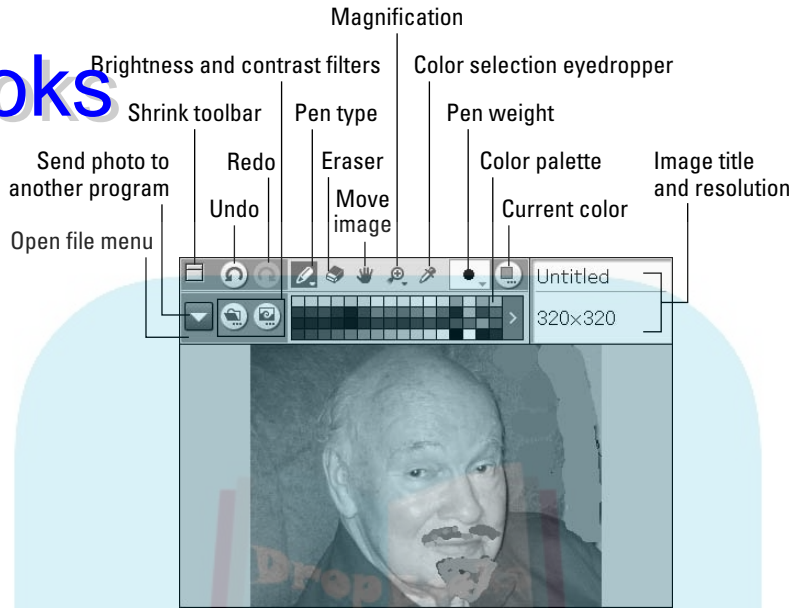 Magnification
oks
Brightness and contrast filters
Color selection eyedropper
Shrink toolbar
Pen type
Pen weight
Send photo to
another program
Redo
Eraser
Color palette
Image title
and resolution
Undo
Move
image
Current color
Open file menu
Untitled
320×320